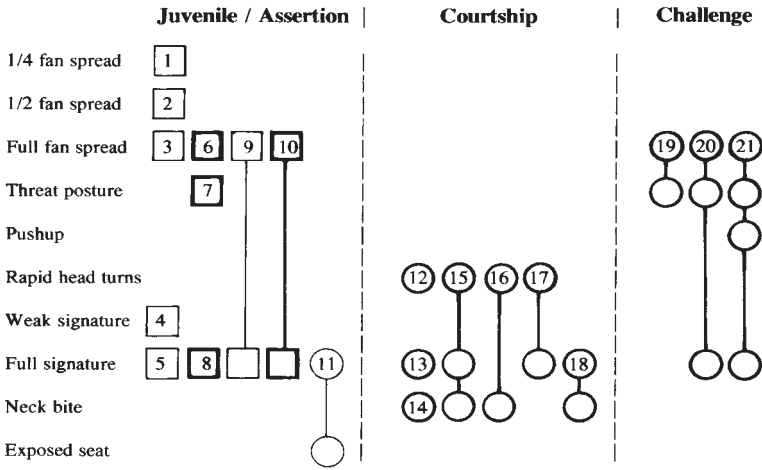 Juvenile / Assertion | Courtship | Challenge
1/4 fan spread 1
1/2 fan spread 2
Full fan spread 3 6 9 10 19 20 21
Threat posture 7
Pushup
Rapid head turns 12 15 16 17
Weak signature 4
Full signature 5 8 11 13 18
Neck bite 14
Exposed seat